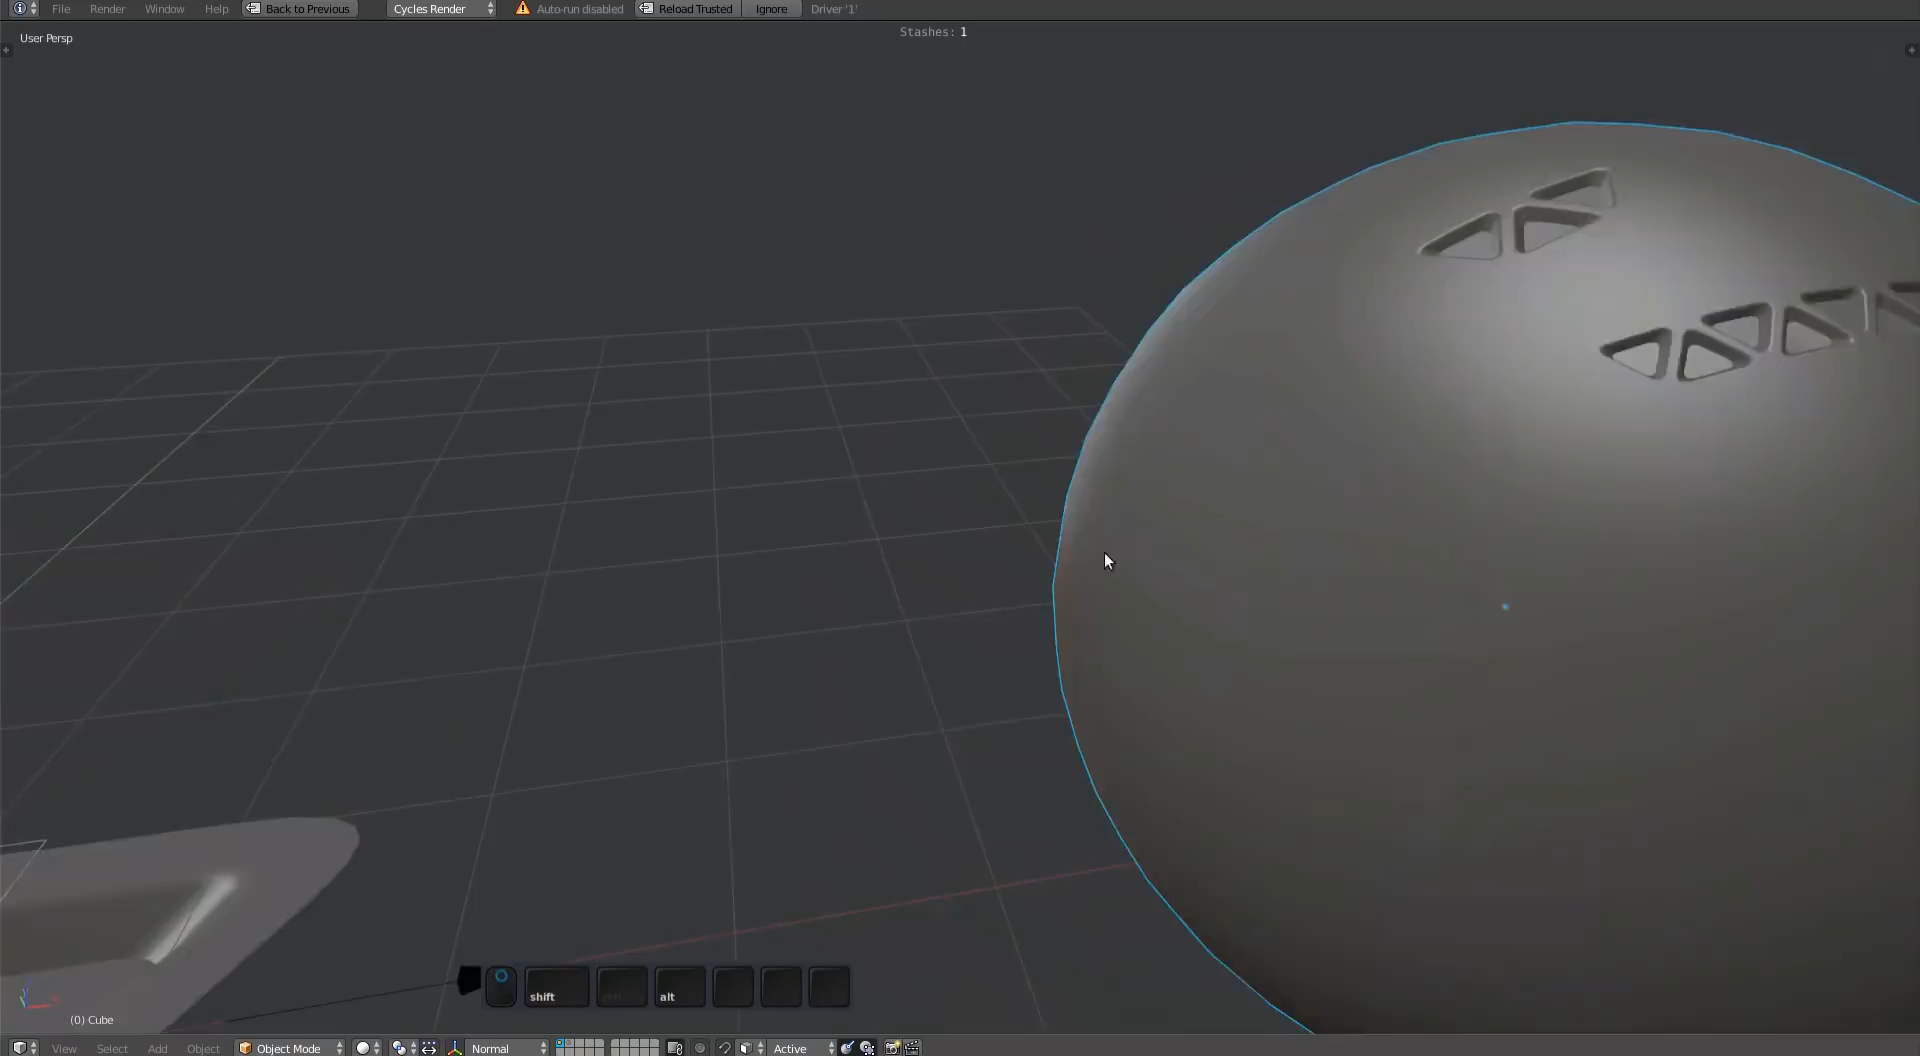 File Render Window Help Back to Previous Cycles Render Auto-run disabled Reload Trusted Ignore Driver '1'
Stashes: 1
User Persp
shift alt
(0) Cube
View Select Add Object Object Mode Normal Active